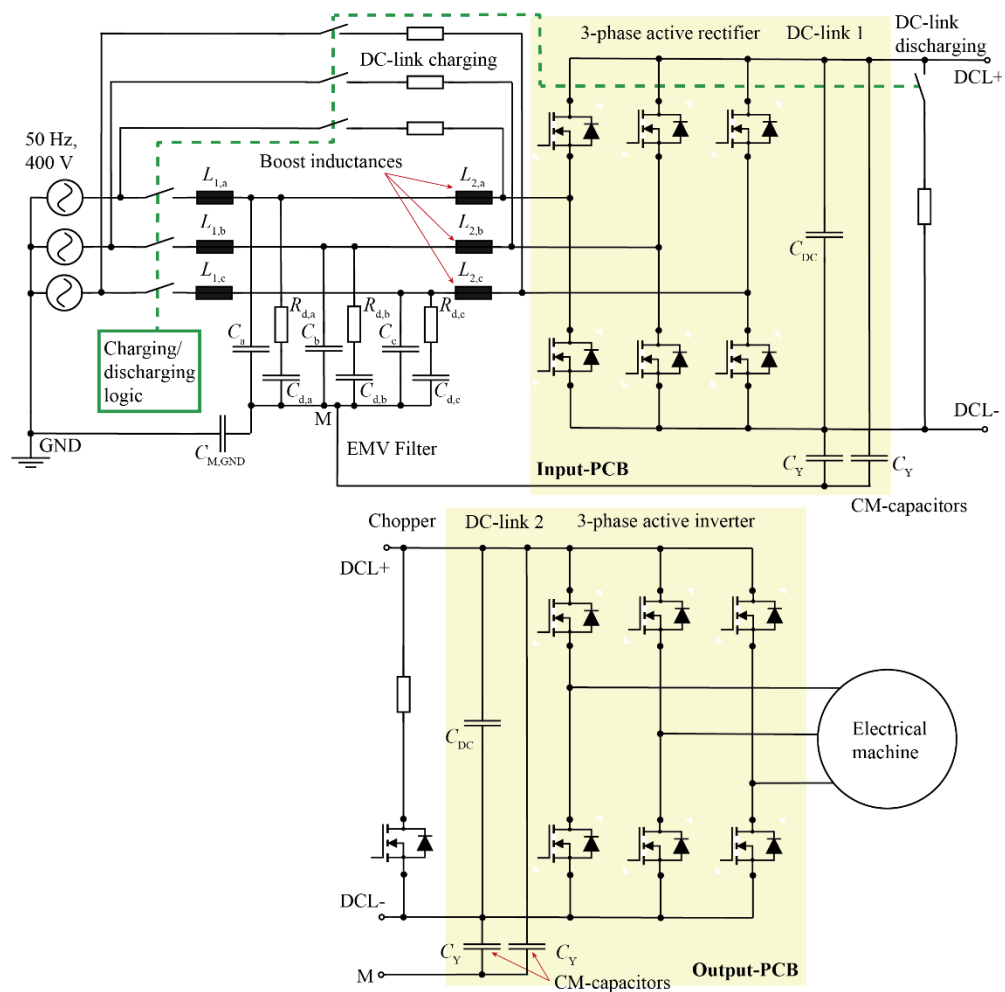 3-phase active rectifier
DC-link 1
DC-link
discharging
DCL+
DC-link charging
50 Hz,
400 V
Boost inductances
L1,a
L2,a
L1,b
L2,b
CDC
L1,c
L2,c
Rd,a
Rd,b
Rd,c
Ca
Cb
Cc
Charging/
discharging
logic
Cd,a
Cd,b
Cd,c
M
DCL-
GND
CM,GND
EMV Filter
Input-PCB
CY
CY
CM-capacitors
Chopper
DC-link 2
3-phase active inverter
DCL+
CDC
Electrical
machine
DCL-
CY
CY
M
CM-capacitors
Output-PCB